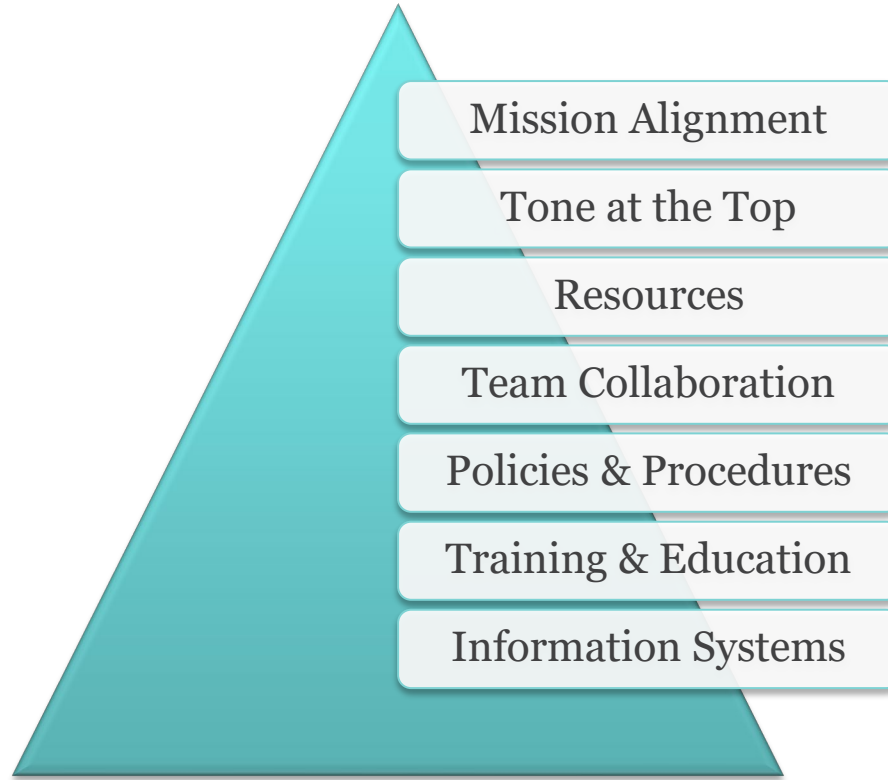 Mission Alignment
Tone at the Top
Resources
Team Collaboration
Policies & Procedures
Training & Education
Information Systems